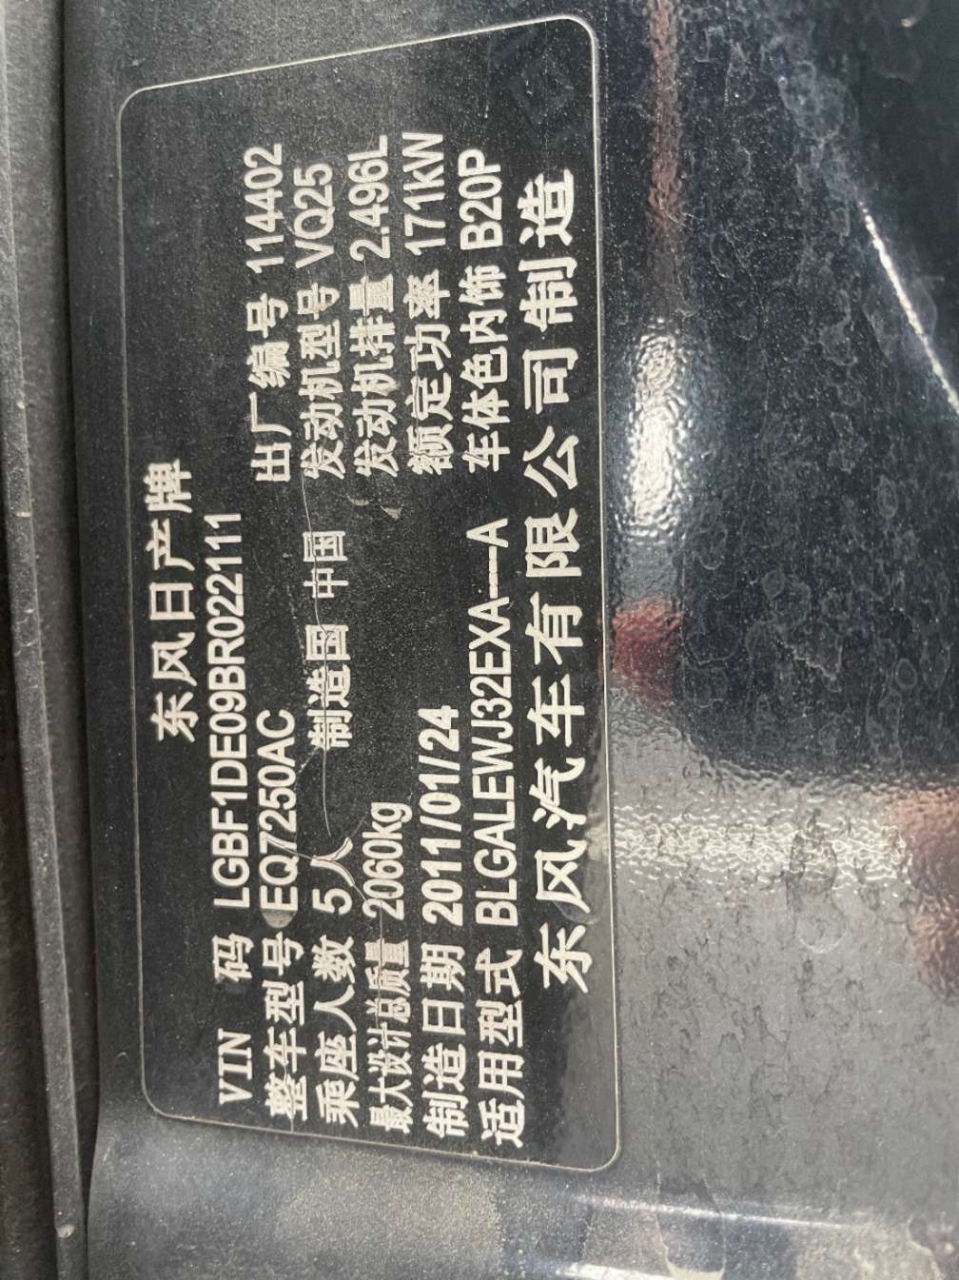 东风日产牌
VIN 码 LGBF1DE09BR022111
整车型号 EQ7250AC 出厂编号 114402
乘座人数 5人 制造国 中国 发动机型号 VQ25
最大设计总质量 2060kg 发动机排量 2.496L
制造日期 2011/01/24 额定功率 171kW
适用型式 BLGALEWJ32EXA----A 车体色内饰 B20P
东风汽车有限公司制造